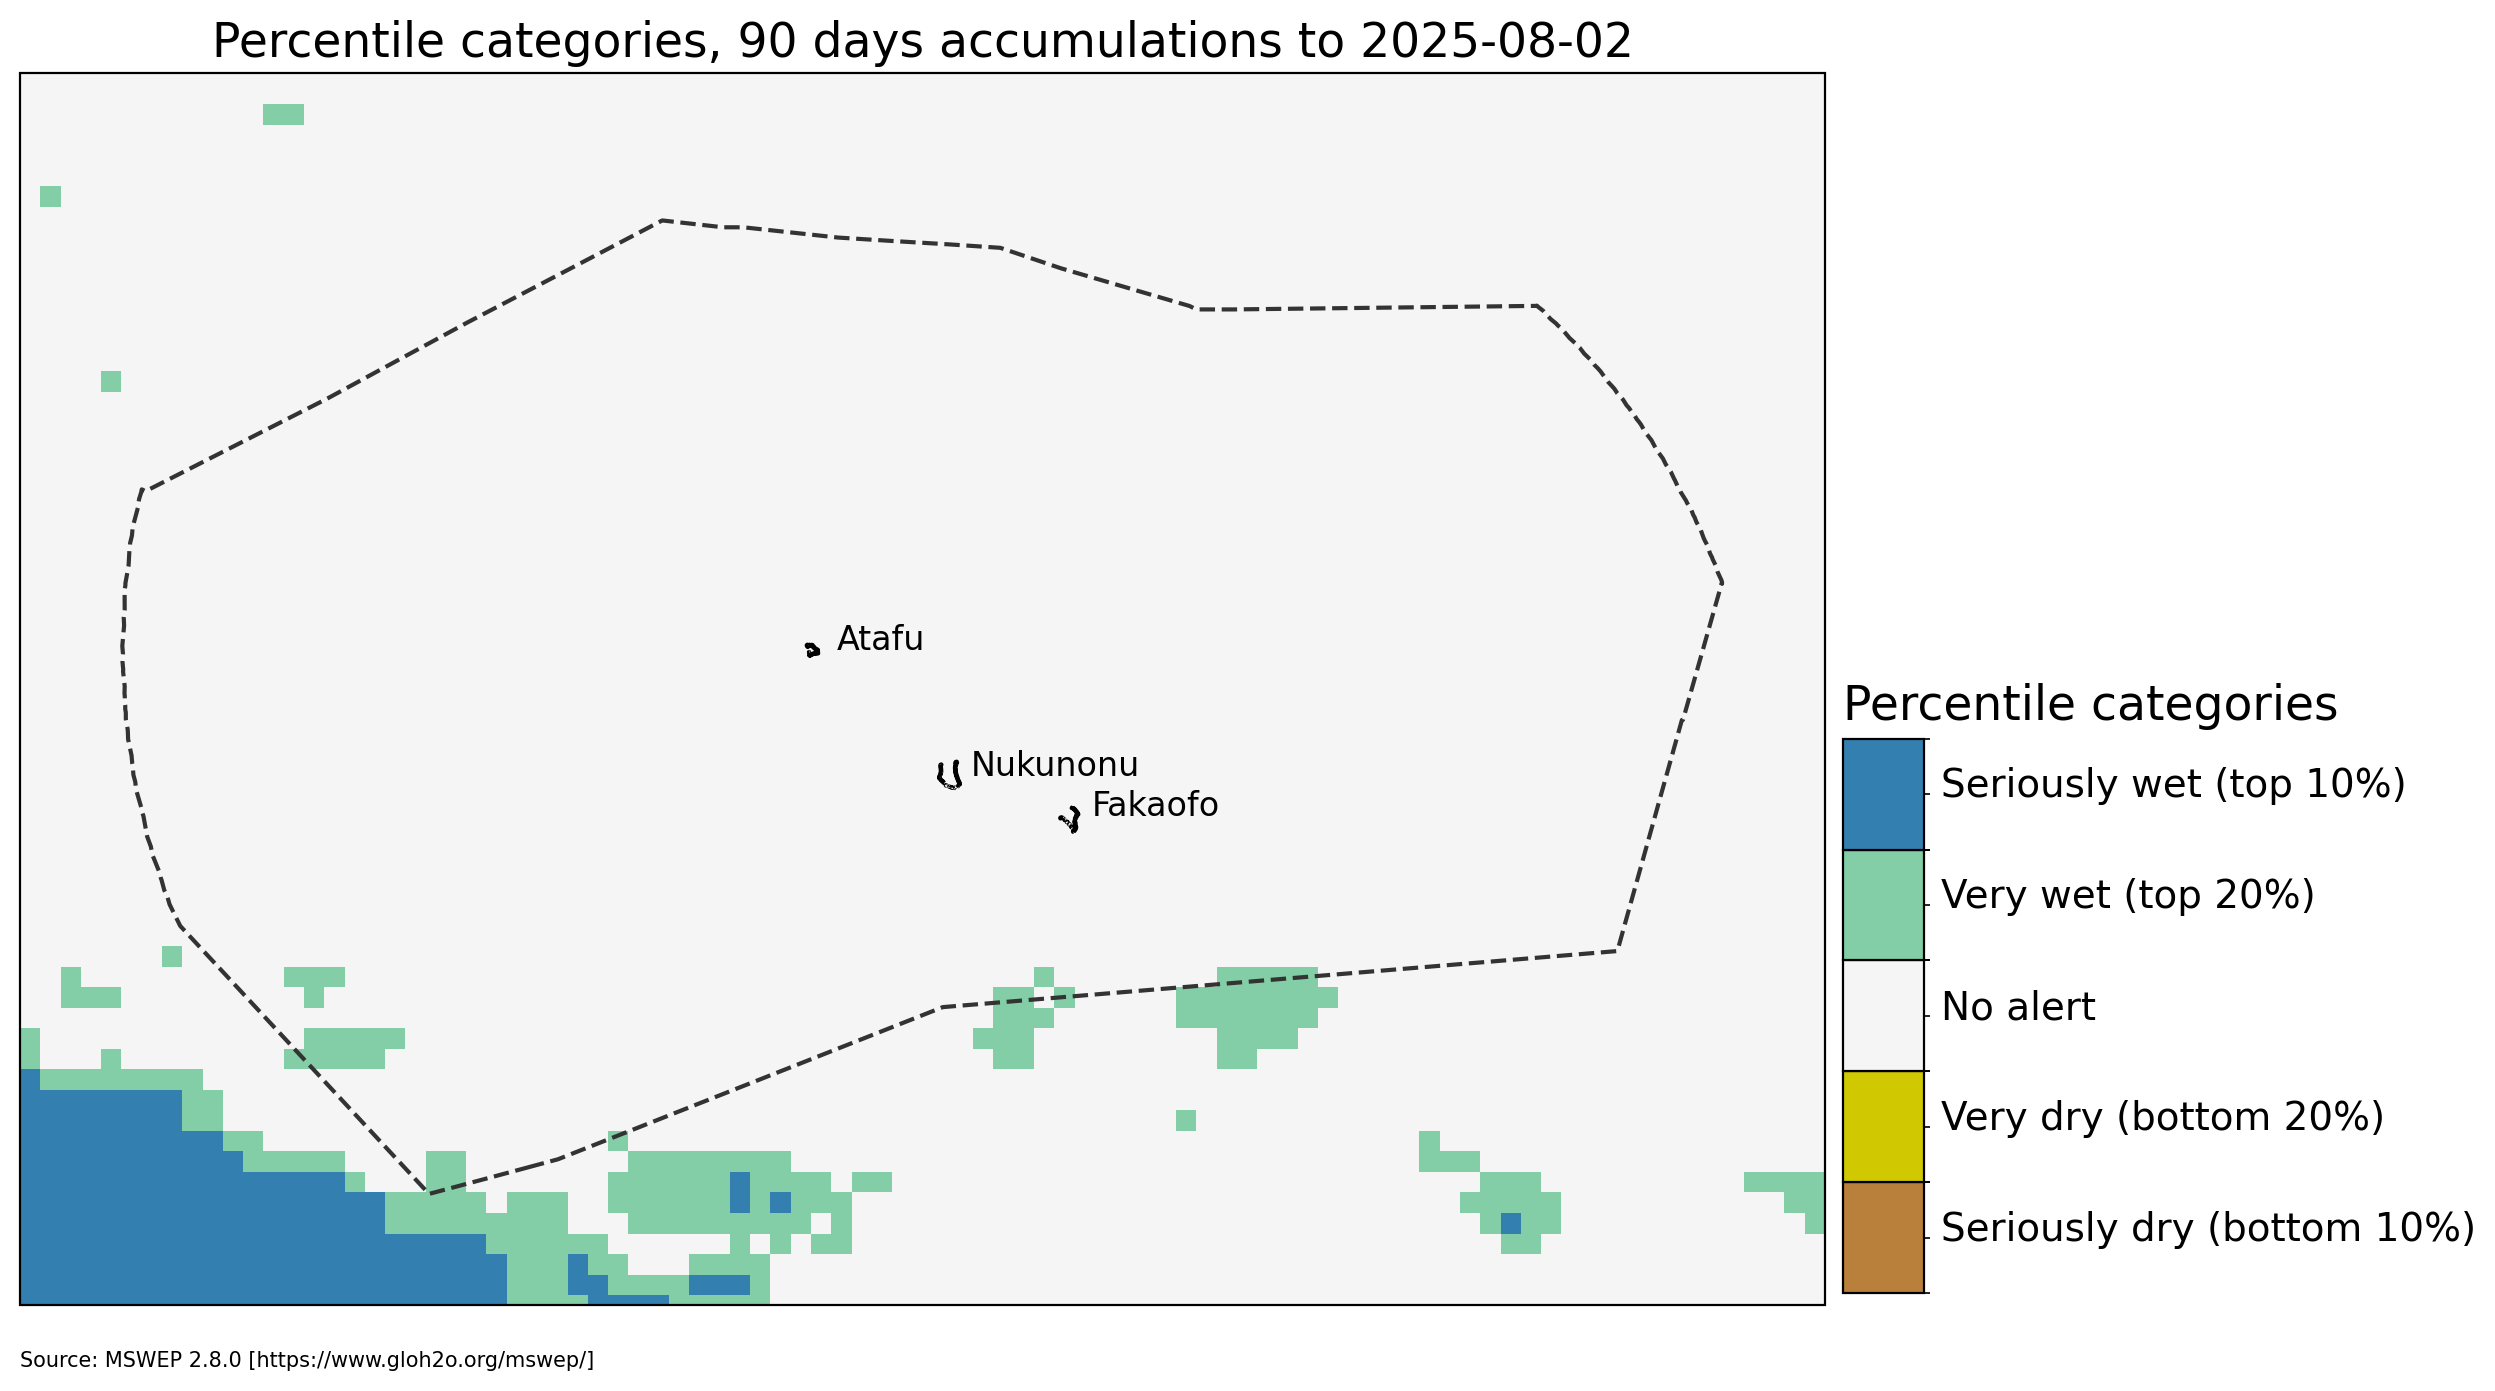 Percentile categories, 90 days accumulations to 2025-08-02
Atafu
Nukunonu
Fakaofo
Percentile categories
Seriously wet (top 10%)
Very wet (top 20%)
No alert
Very dry (bottom 20%)
Seriously dry (bottom 10%)
Source: MSWEP 2.8.0 [https://www.gloh2o.org/mswep/]